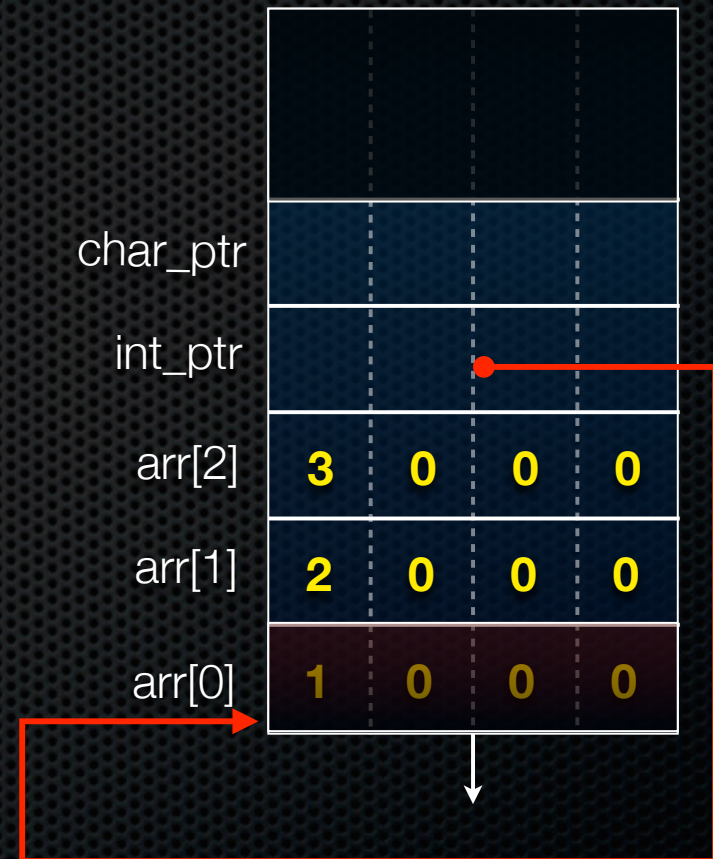 char_ptr
int_ptr
arr[2] 3 0 0 0
arr[1] 2 0 0 0
arr[0] 1 0 0 0